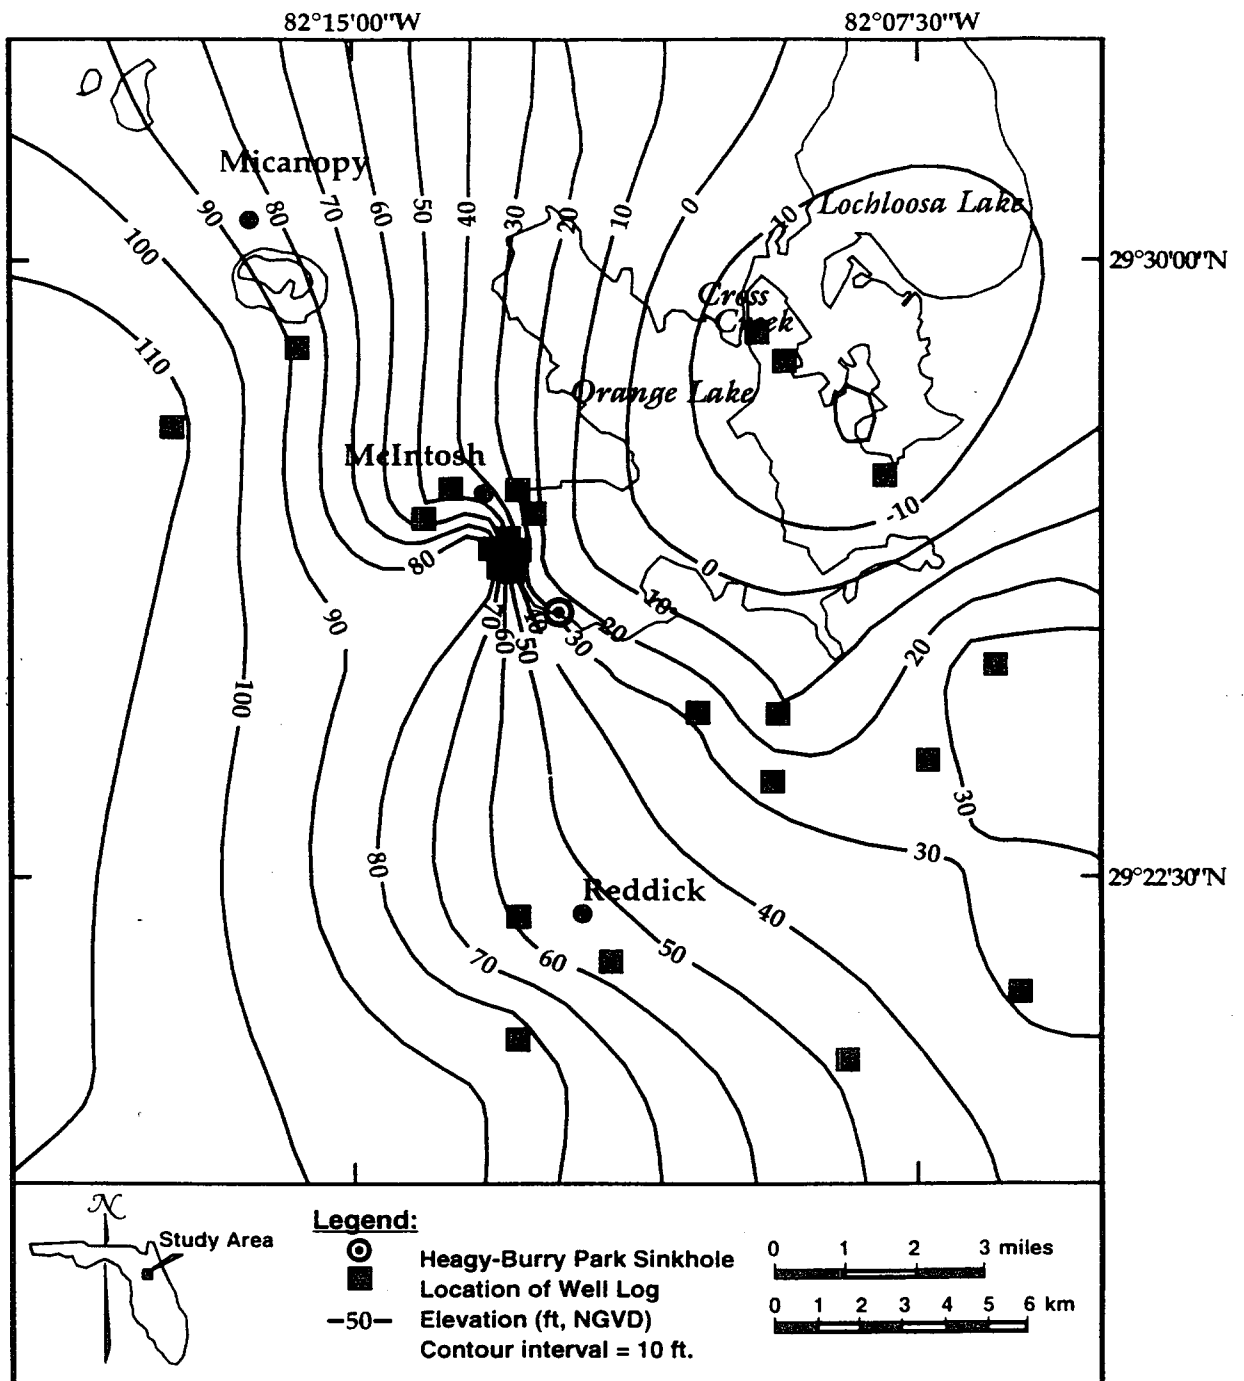 82°15'00"W
82°07'30"W
Micanopy
Lochloosa Lake
90
80
70
60
50
40
30
20
10
0
10
100
29°30'00"N
Cross
Creek
110
Orange Lake
McIntosh
-10
80
0
90
10
70
60
50
40
30
20
20
100
30
30
80
29°22'30"N
Reddick
40
50
60
70
N
Study Area
Legend:
Heagy-Burry Park Sinkhole
Location of Well Log
–50– Elevation (ft, NGVD)
Contour interval = 10 ft.
0 1 2 3 miles
0 1 2 3 4 5 6 km